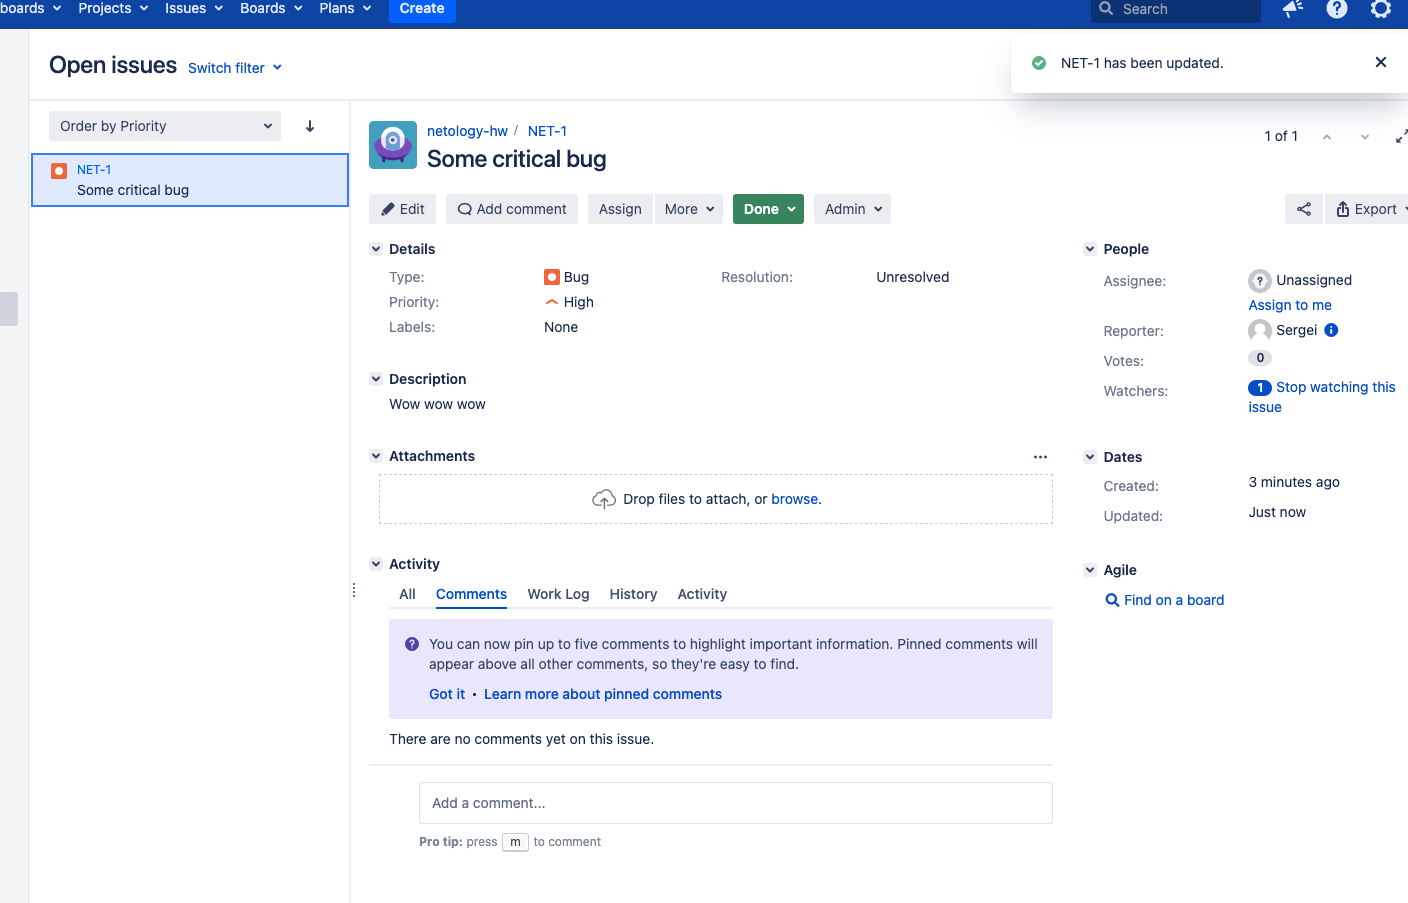 boards Projects Issues Boards Plans Create Search
Open issues Switch filter
NET-1 has been updated.
Order by Priority
NET-1
Some critical bug
netology-hw / NET-1
Some critical bug
1 of 1
Edit Add comment Assign More Done Admin Export
Details
Type: Bug Resolution: Unresolved
Priority: High
Labels: None
Description
Wow wow wow
Attachments
Drop files to attach, or browse.
Activity
All Comments Work Log History Activity
You can now pin up to five comments to highlight important information. Pinned comments will
appear above all other comments, so they're easy to find.
Got it • Learn more about pinned comments
There are no comments yet on this issue.
Add a comment...
Pro tip: press m to comment
People
Assignee: Unassigned
Assign to me
Reporter: Sergei
Votes: 0
Watchers: 1 Stop watching this
issue
Dates
Created: 3 minutes ago
Updated: Just now
Agile
Find on a board